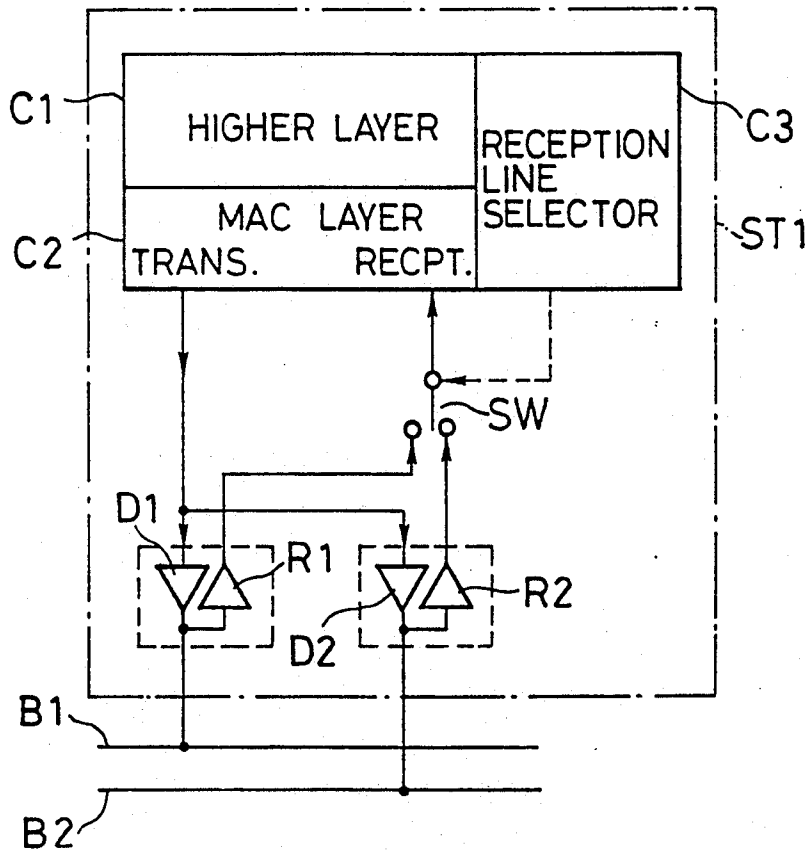 C1
HIGHER LAYER
C3
RECEPTION
LINE
SELECTOR
MAC LAYER
C2
TRANS.
RECPT.
ST1
SW
D1
R1
D2
R2
B1
B2